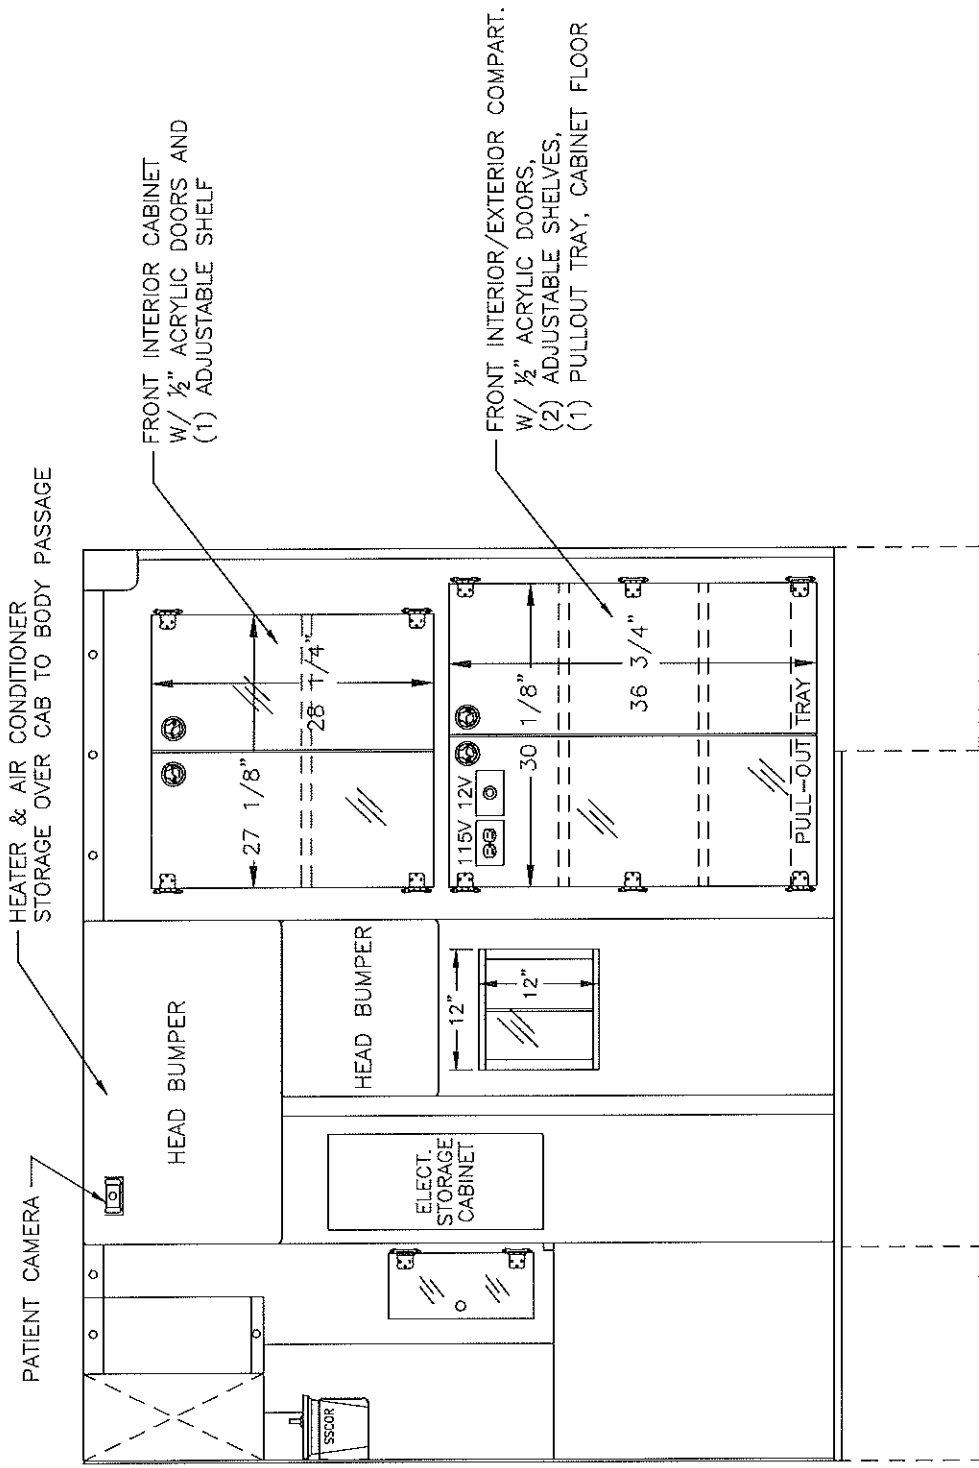 PATIENT CAMERA
HEATER & AIR CONDITIONER
STORAGE OVER CAB TO BODY PASSAGE
FRONT INTERIOR CABINET
W/ ½" ACRYLIC DOORS AND
(1) ADJUSTABLE SHELF
FRONT INTERIOR/EXTERIOR COMPART.
W/ ½" ACRYLIC DOORS,
(2) ADJUSTABLE SHELVES,
(1) PULLOUT TRAY, CABINET FLOOR
HEAD BUMPER
HEAD BUMPER
27 1/8"
28 1/4"
115V 12V
30 1/8"
36 3/4"
PULL-OUT TRAY
12"
12"
ELECT.
STORAGE
CABINET
SSCOR